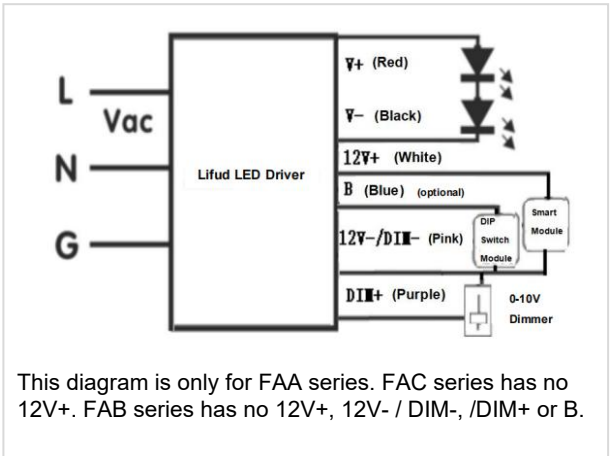 L
Vac
N
G
Lifud LED Driver
V+ (Red)
V- (Black)
12V+ (White)
B (Blue) (optional)
12V-/DIM- (Pink)
DIM+ (Purple)
DIP
Switch
Module
Smart
Module
0-10V
Dimmer
This diagram is only for FAA series. FAC series has no
12V+. FAB series has no 12V+, 12V- / DIM-, /DIM+ or B.